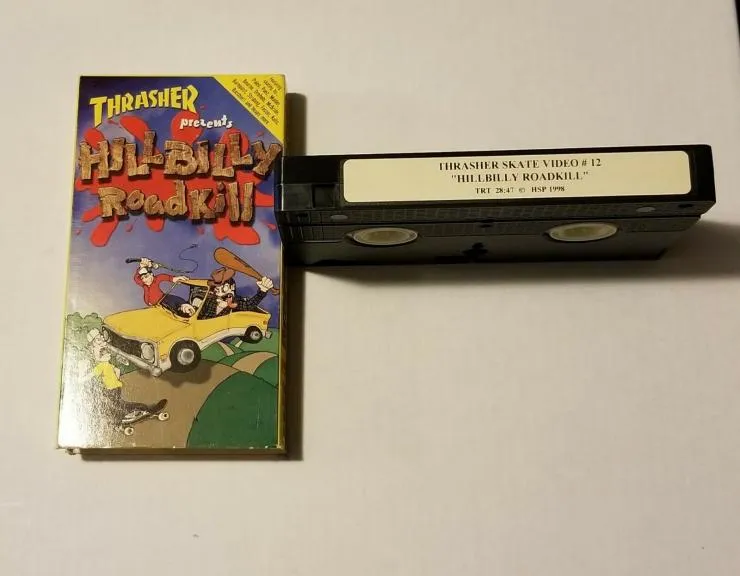 THRASHER
presents
HILLBILLY
RoadKill
THRASHER SKATE VIDEO # 12
"HILLBILLY ROADKILL"
TRT 28:47 © HSP 1998